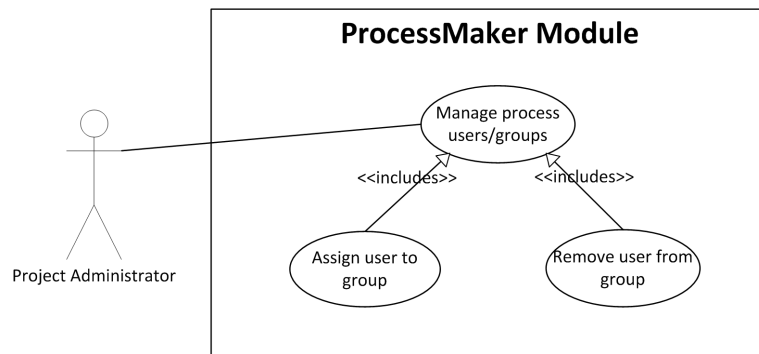 ProcessMaker Module
Manage process
users/groups
<<includes>>
<<includes>>
Assign user to
group
Remove user from
group
Project Administrator